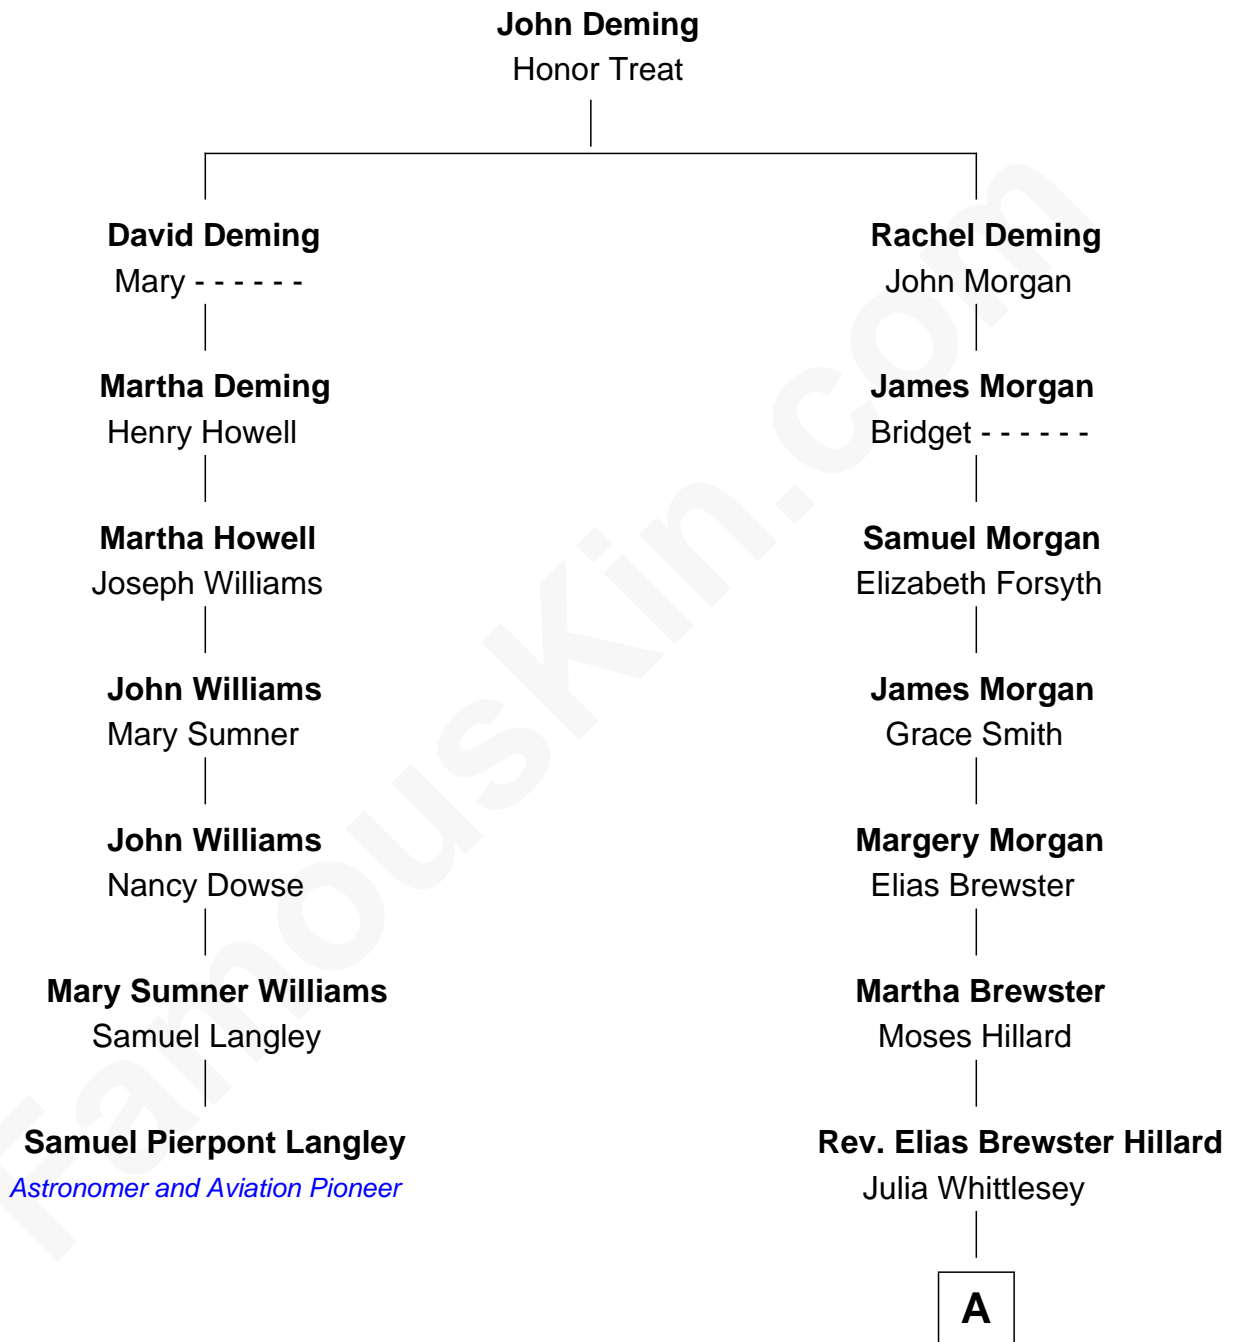 John Deming
Honor Treat
David Deming
Mary - - - - - -
Rachel Deming
John Morgan
Martha Deming
Henry Howell
James Morgan
Bridget - - - - - -
Martha Howell
Joseph Williams
Samuel Morgan
Elizabeth Forsyth
John Williams
Mary Sumner
James Morgan
Grace Smith
John Williams
Nancy Dowse
Margery Morgan
Elias Brewster
Mary Sumner Williams
Samuel Langley
Martha Brewster
Moses Hillard
Samuel Pierpont Langley
Astronomer and Aviation Pioneer
Rev. Elias Brewster Hillard
Julia Whittlesey
A
FamousKin.com